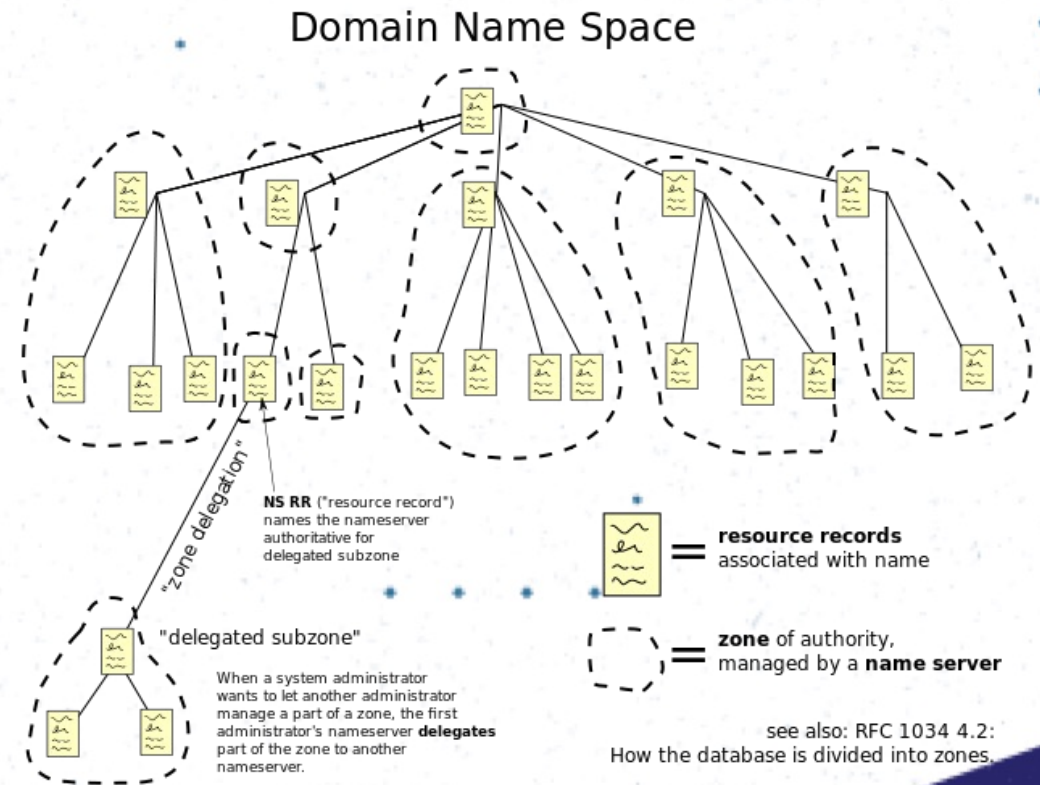 Domain Name Space
"zone delegation"
NS RR ("resource record")
names the nameserver
authoritative for
delegated subzone
= resource records
associated with name
= zone of authority,
managed by a name server
"delegated subzone"
When a system administrator
wants to let another administrator
manage a part of a zone, the first
administrator's nameserver delegates
part of the zone to another
nameserver.
see also: RFC 1034 4.2:
How the database is divided into zones.